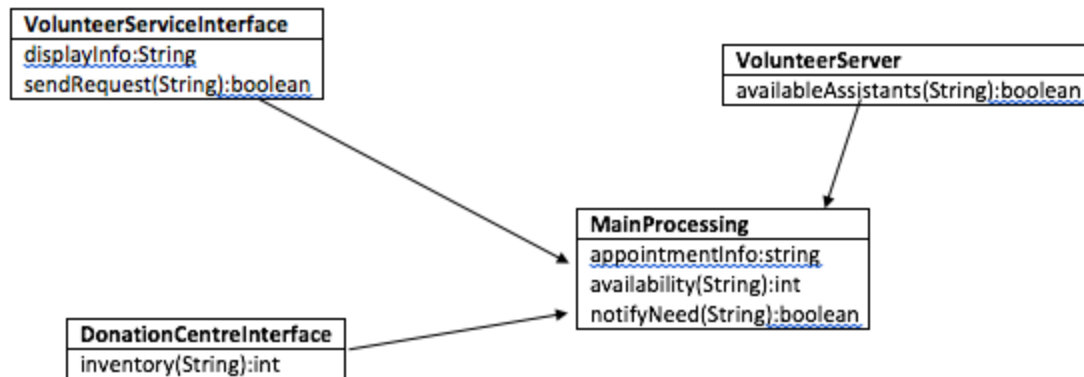 VolunteerServiceInterface
displayInfo:String
sendRequest(String):boolean
VolunteerServer
availableAssistants(String):boolean
MainProcessing
appointmentInfo:string
availability(String):int
notifyNeed(String):boolean
DonationCentreInterface
inventory(String):int